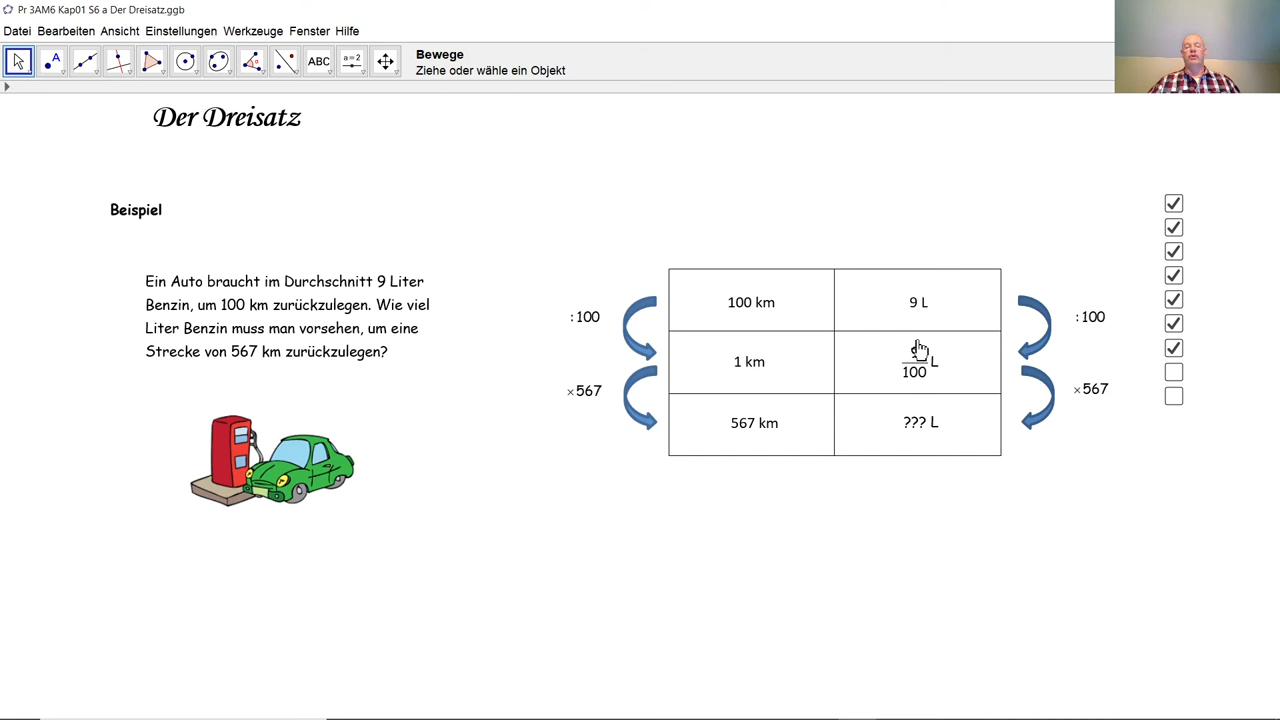 Pr 3AM6 Kap01 S6 a Der Dreisatz.ggb
Datei Bearbeiten Ansicht Einstellungen Werkzeuge Fenster Hilfe
A
ABC
a=2
Bewege
Ziehe oder wähle ein Objekt
Der Dreisatz
Beispiel
Ein Auto braucht im Durchschnitt 9 Liter
Benzin, um 100 km zurückzulegen. Wie viel
Liter Benzin muss man vorsehen, um eine
Strecke von 567 km zurückzulegen?
:100
×567
100 km
9 L
1 km
100
L
567 km
??? L
:100
×567